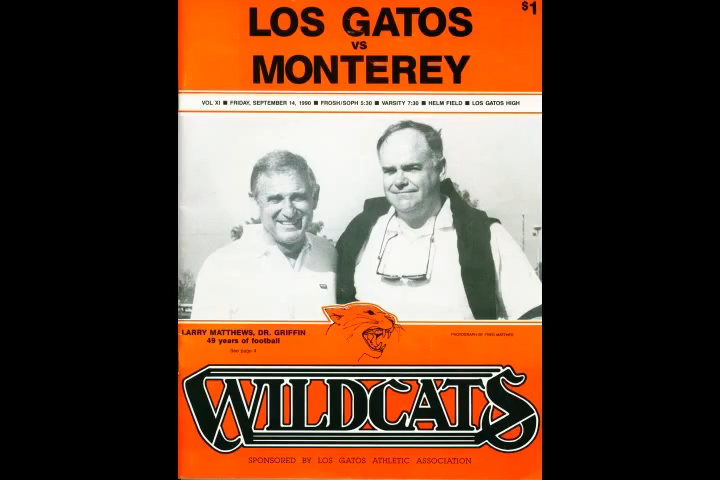 $1
LOS GATOS
VS
MONTEREY
VOL XI ■ FRIDAY, SEPTEMBER 14, 1990 ■ FROSH/SOPH 5:30 ■ VARSITY 7:30 ■ HELM FIELD ■ LOS GATOS HIGH
LARRY MATTHEWS, DR. GRIFFIN
49 years of football
See page 4
WILDCATS
SPONSORED BY LOS GATOS ATHLETIC ASSOCIATION